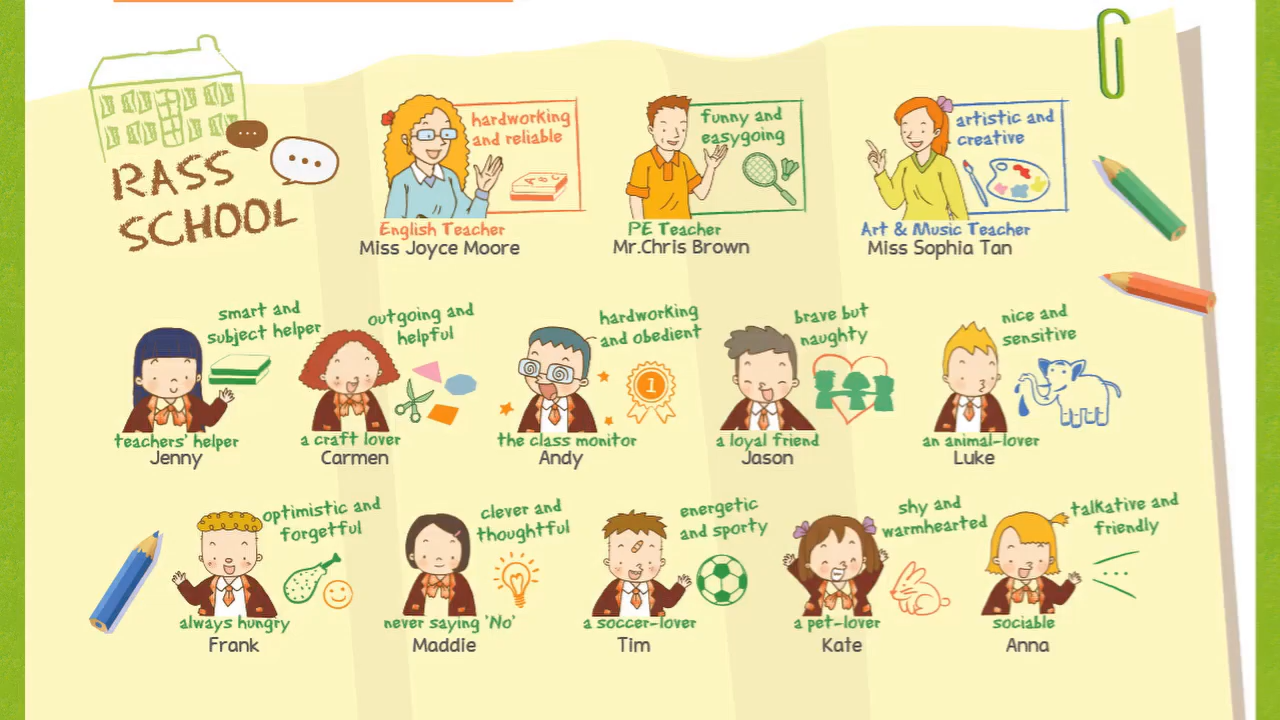 RASS
SCHOOL
hardworking
and reliable
English Teacher
Miss Joyce Moore
funny and
easygoing
PE Teacher
Mr.Chris Brown
artistic and
creative
Art & Music Teacher
Miss Sophia Tan
smart and
subject helper
teachers' helper
Jenny
outgoing and
helpful
a craft lover
Carmen
hardworking
and obedient
1
the class monitor
Andy
brave but
naughty
a loyal friend
Jason
nice and
sensitive
an animal-lover
Luke
optimistic and
forgetful
always hungry
Frank
clever and
thoughtful
never saying 'No'
Maddie
energetic
and sporty
a soccer-lover
Tim
shy and
warmhearted
a pet-lover
Kate
talkative and
friendly
sociable
Anna